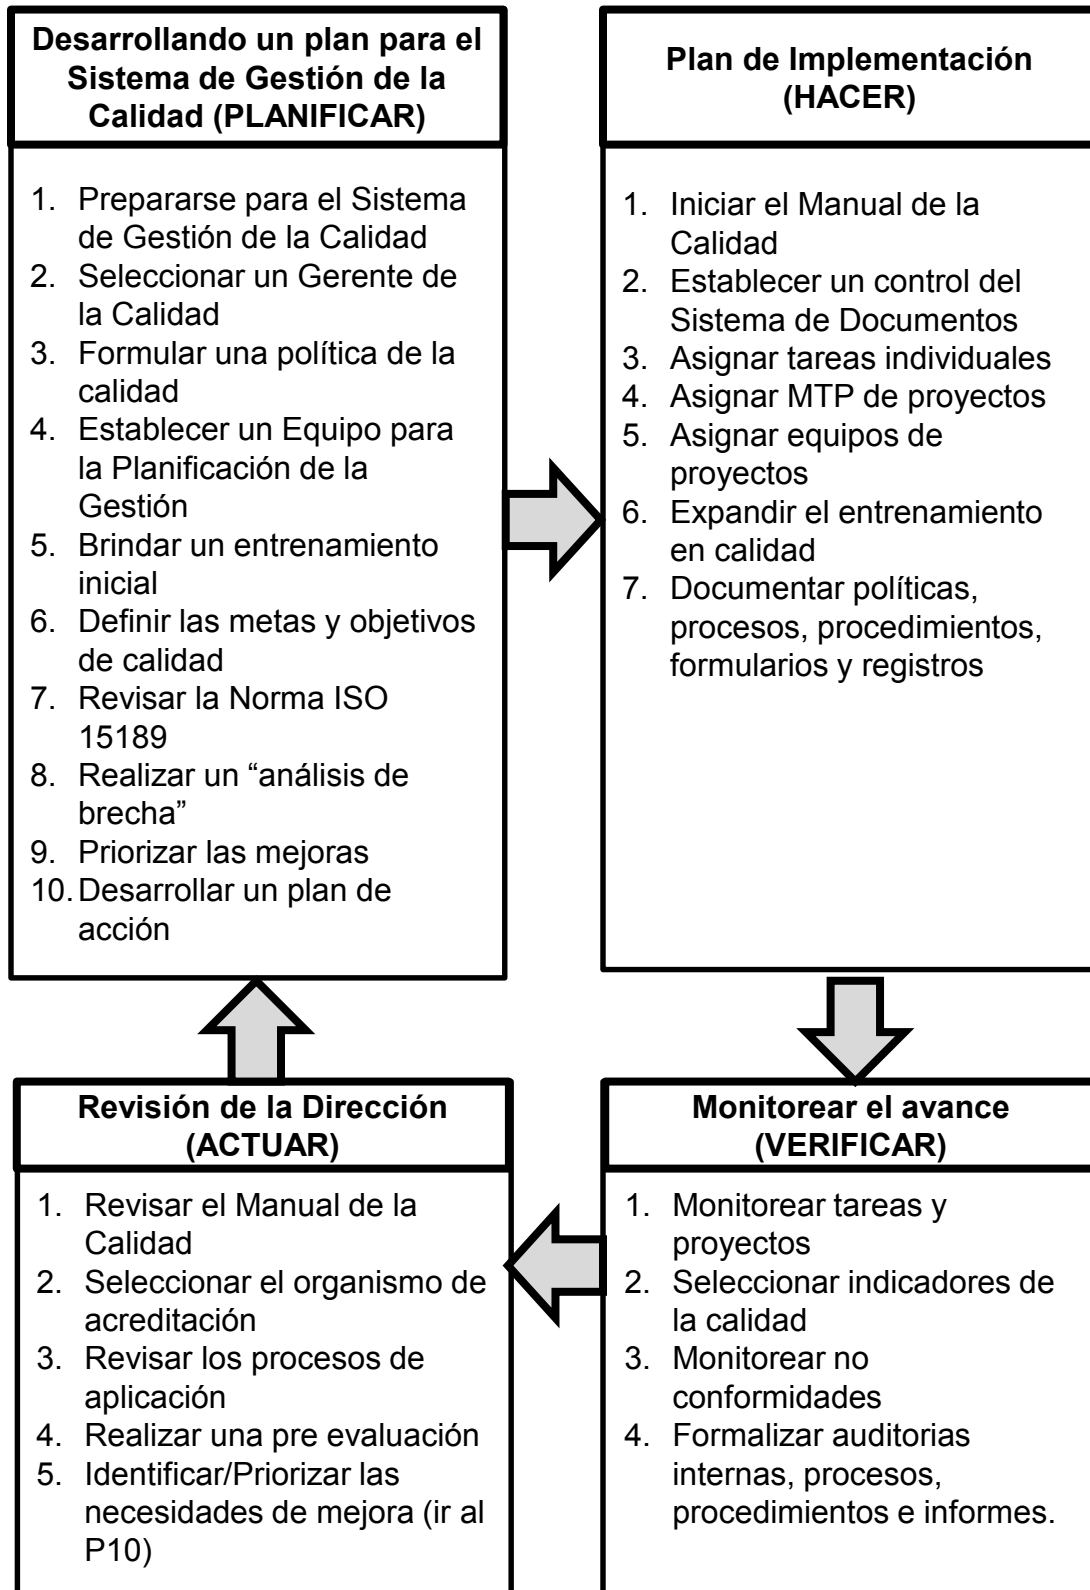 Desarrollando un plan para el
Sistema de Gestión de la
Calidad (PLANIFICAR)
1. Prepararse para el Sistema
de Gestión de la Calidad
2. Seleccionar un Gerente de
la Calidad
3. Formular una política de la
calidad
4. Establecer un Equipo para
la Planificación de la
Gestión
5. Brindar un entrenamiento
inicial
6. Definir las metas y objetivos
de calidad
7. Revisar la Norma ISO
15189
8. Realizar un “análisis de
brecha”
9. Priorizar las mejoras
10. Desarrollar un plan de
acción
Plan de Implementación
(HACER)
1. Iniciar el Manual de la
Calidad
2. Establecer un control del
Sistema de Documentos
3. Asignar tareas individuales
4. Asignar MTP de proyectos
5. Asignar equipos de
proyectos
6. Expandir el entrenamiento
en calidad
7. Documentar políticas,
procesos, procedimientos,
formularios y registros
Monitorear el avance
(VERIFICAR)
1. Monitorear tareas y
proyectos
2. Seleccionar indicadores de
la calidad
3. Monitorear no
conformidades
4. Formalizar auditorias
internas, procesos,
procedimientos e informes.
Revisión de la Dirección
(ACTUAR)
1. Revisar el Manual de la
Calidad
2. Seleccionar el organismo de
acreditación
3. Revisar los procesos de
aplicación
4. Realizar una pre evaluación
5. Identificar/Priorizar las
necesidades de mejora (ir al
P10)